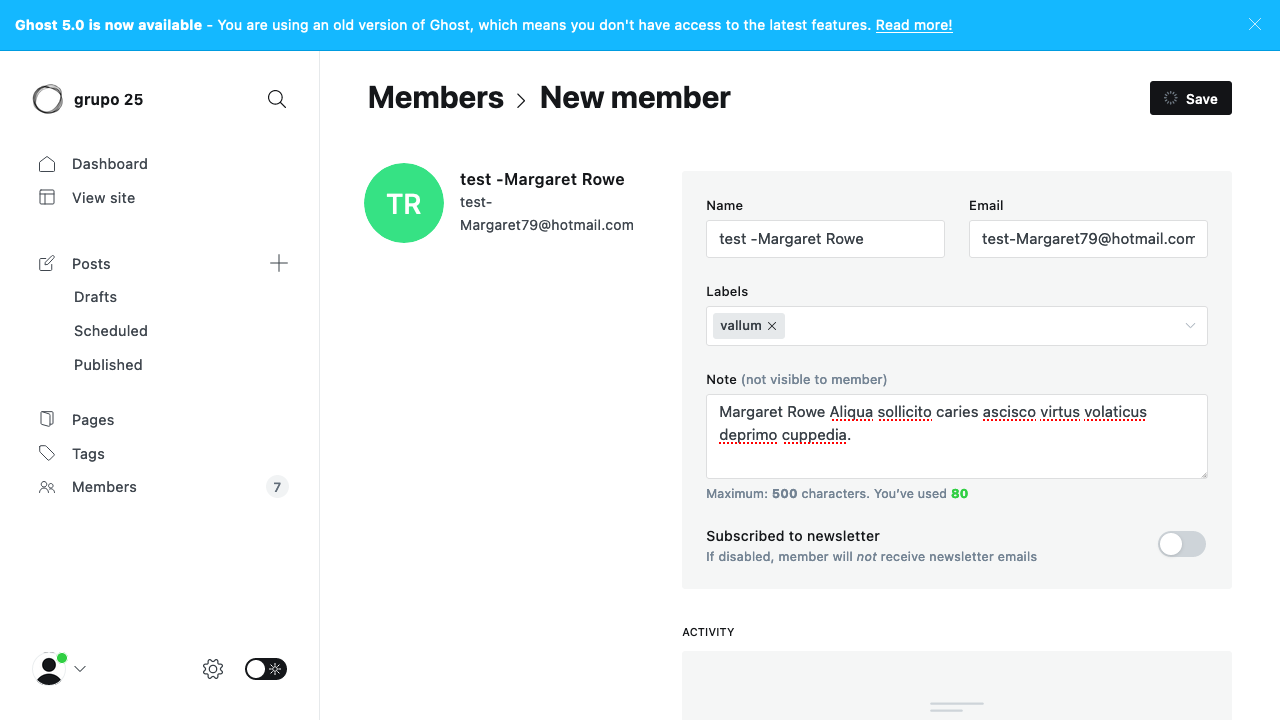 Ghost 5.0 is now available - You are using an old version of Ghost, which means you don't have access to the latest features. Read more!
grupo 25
Dashboard
View site
Posts
Drafts
Scheduled
Published
Pages
Tags
Members 7
Members > New member
Save
TR
test -Margaret Rowe
test-
Margaret79@hotmail.com
Name
test -Margaret Rowe
Email
test-Margaret79@hotmail.com
Labels
vallum ×
Note (not visible to member)
Margaret Rowe Aliqua sollicito caries ascisco virtus volaticus
deprimo cuppedia.
Maximum: 500 characters. You've used 80
Subscribed to newsletter
If disabled, member will not receive newsletter emails
ACTIVITY